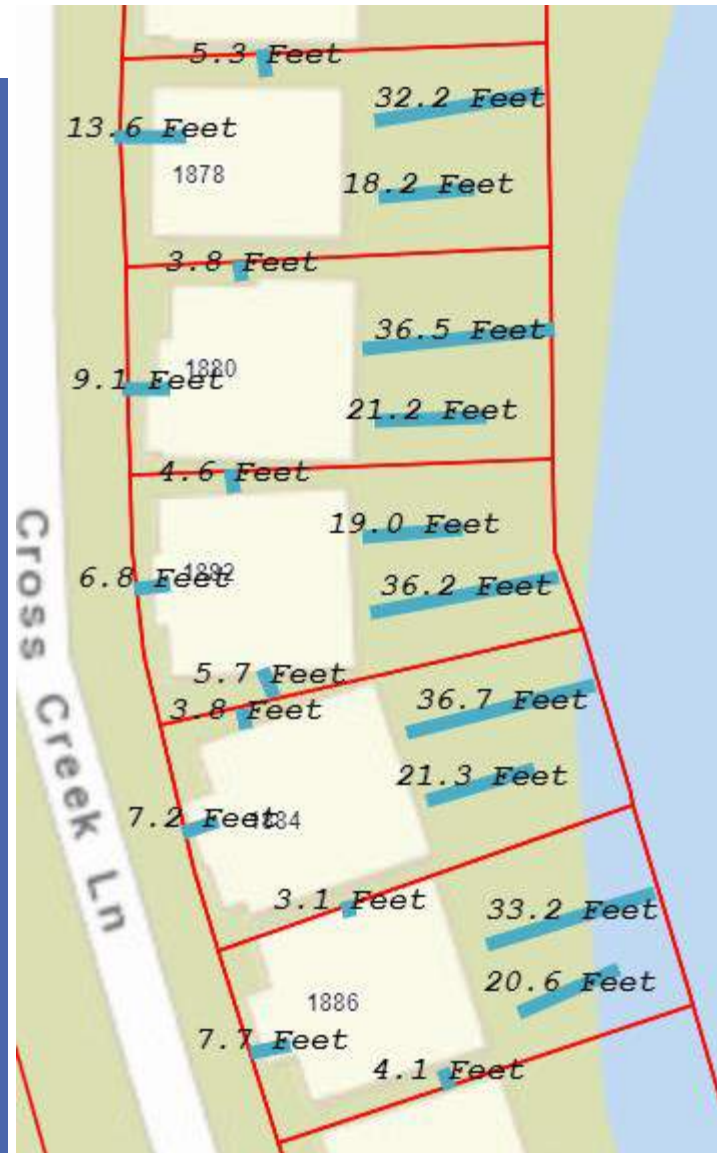 5.3 Feet
32.2 Feet
13.6 Feet
1878
18.2 Feet
3.8 Feet
36.5 Feet
1880
9.1 Feet
21.2 Feet
4.6 Feet
19.0 Feet
1882
6.8 Feet
36.2 Feet
5.7 Feet
36.7 Feet
3.8 Feet
21.3 Feet
7.2 Feet
1884
Cross Creek Ln
3.1 Feet
33.2 Feet
20.6 Feet
1886
7.7 Feet
4.1 Feet